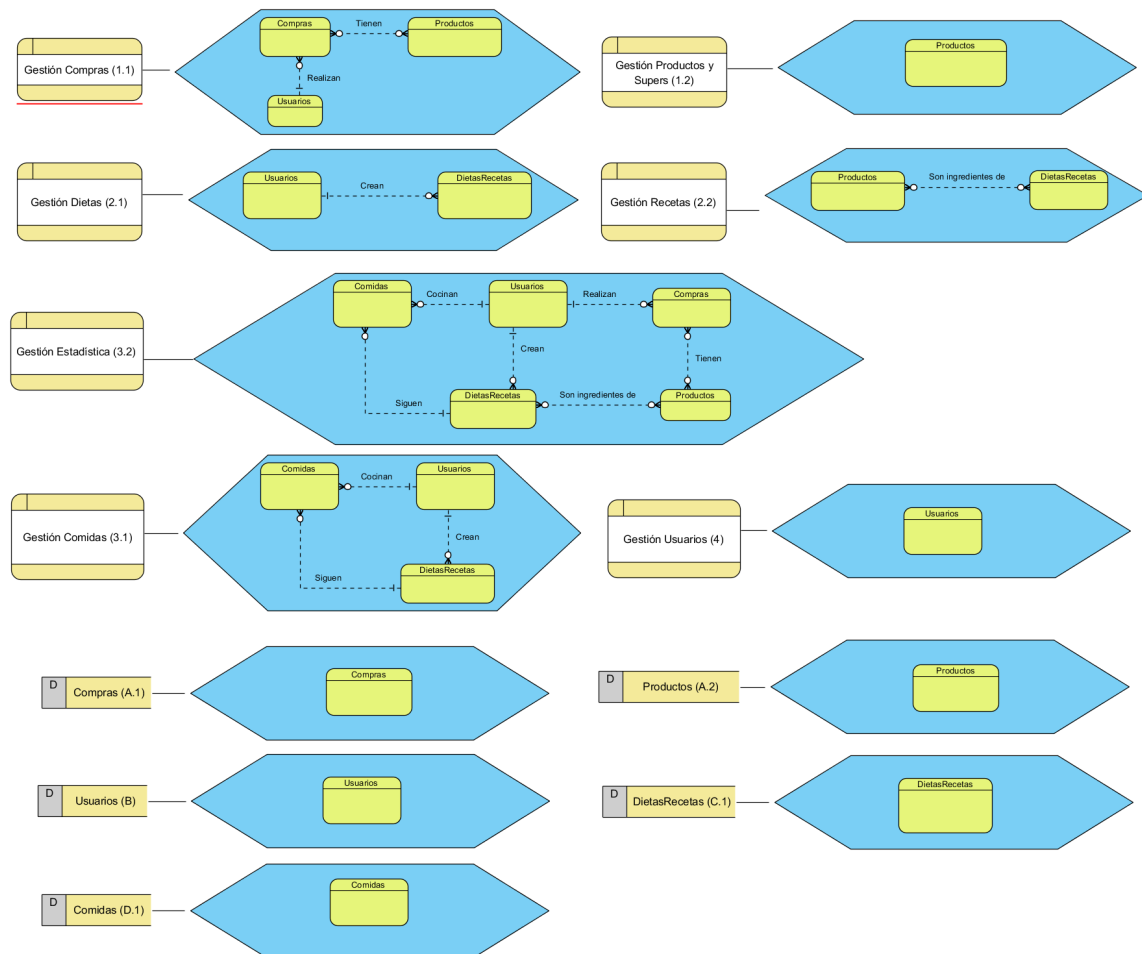 Gestión Compras (1.1)
Compras
Tienen
Productos
Realizan
Usuarios
Gestión Productos y
Supers (1.2)
Productos
Gestión Dietas (2.1)
Usuarios
Crean
DietasRecetas
Gestión Recetas (2.2)
Productos
Son ingredientes de
DietasRecetas
Gestión Estadística (3.2)
Comidas
Cocinan
Usuarios
Realizan
Compras
Crean
Tienen
Siguen
DietasRecetas
Son ingredientes de
Productos
Gestión Comidas (3.1)
Comidas
Cocinan
Usuarios
Crean
Siguen
DietasRecetas
Gestión Usuarios (4)
Usuarios
D
Compras (A.1)
Compras
D
Productos (A.2)
Productos
D
Usuarios (B)
Usuarios
D
DietasRecetas (C.1)
DietasRecetas
D
Comidas (D.1)
Comidas